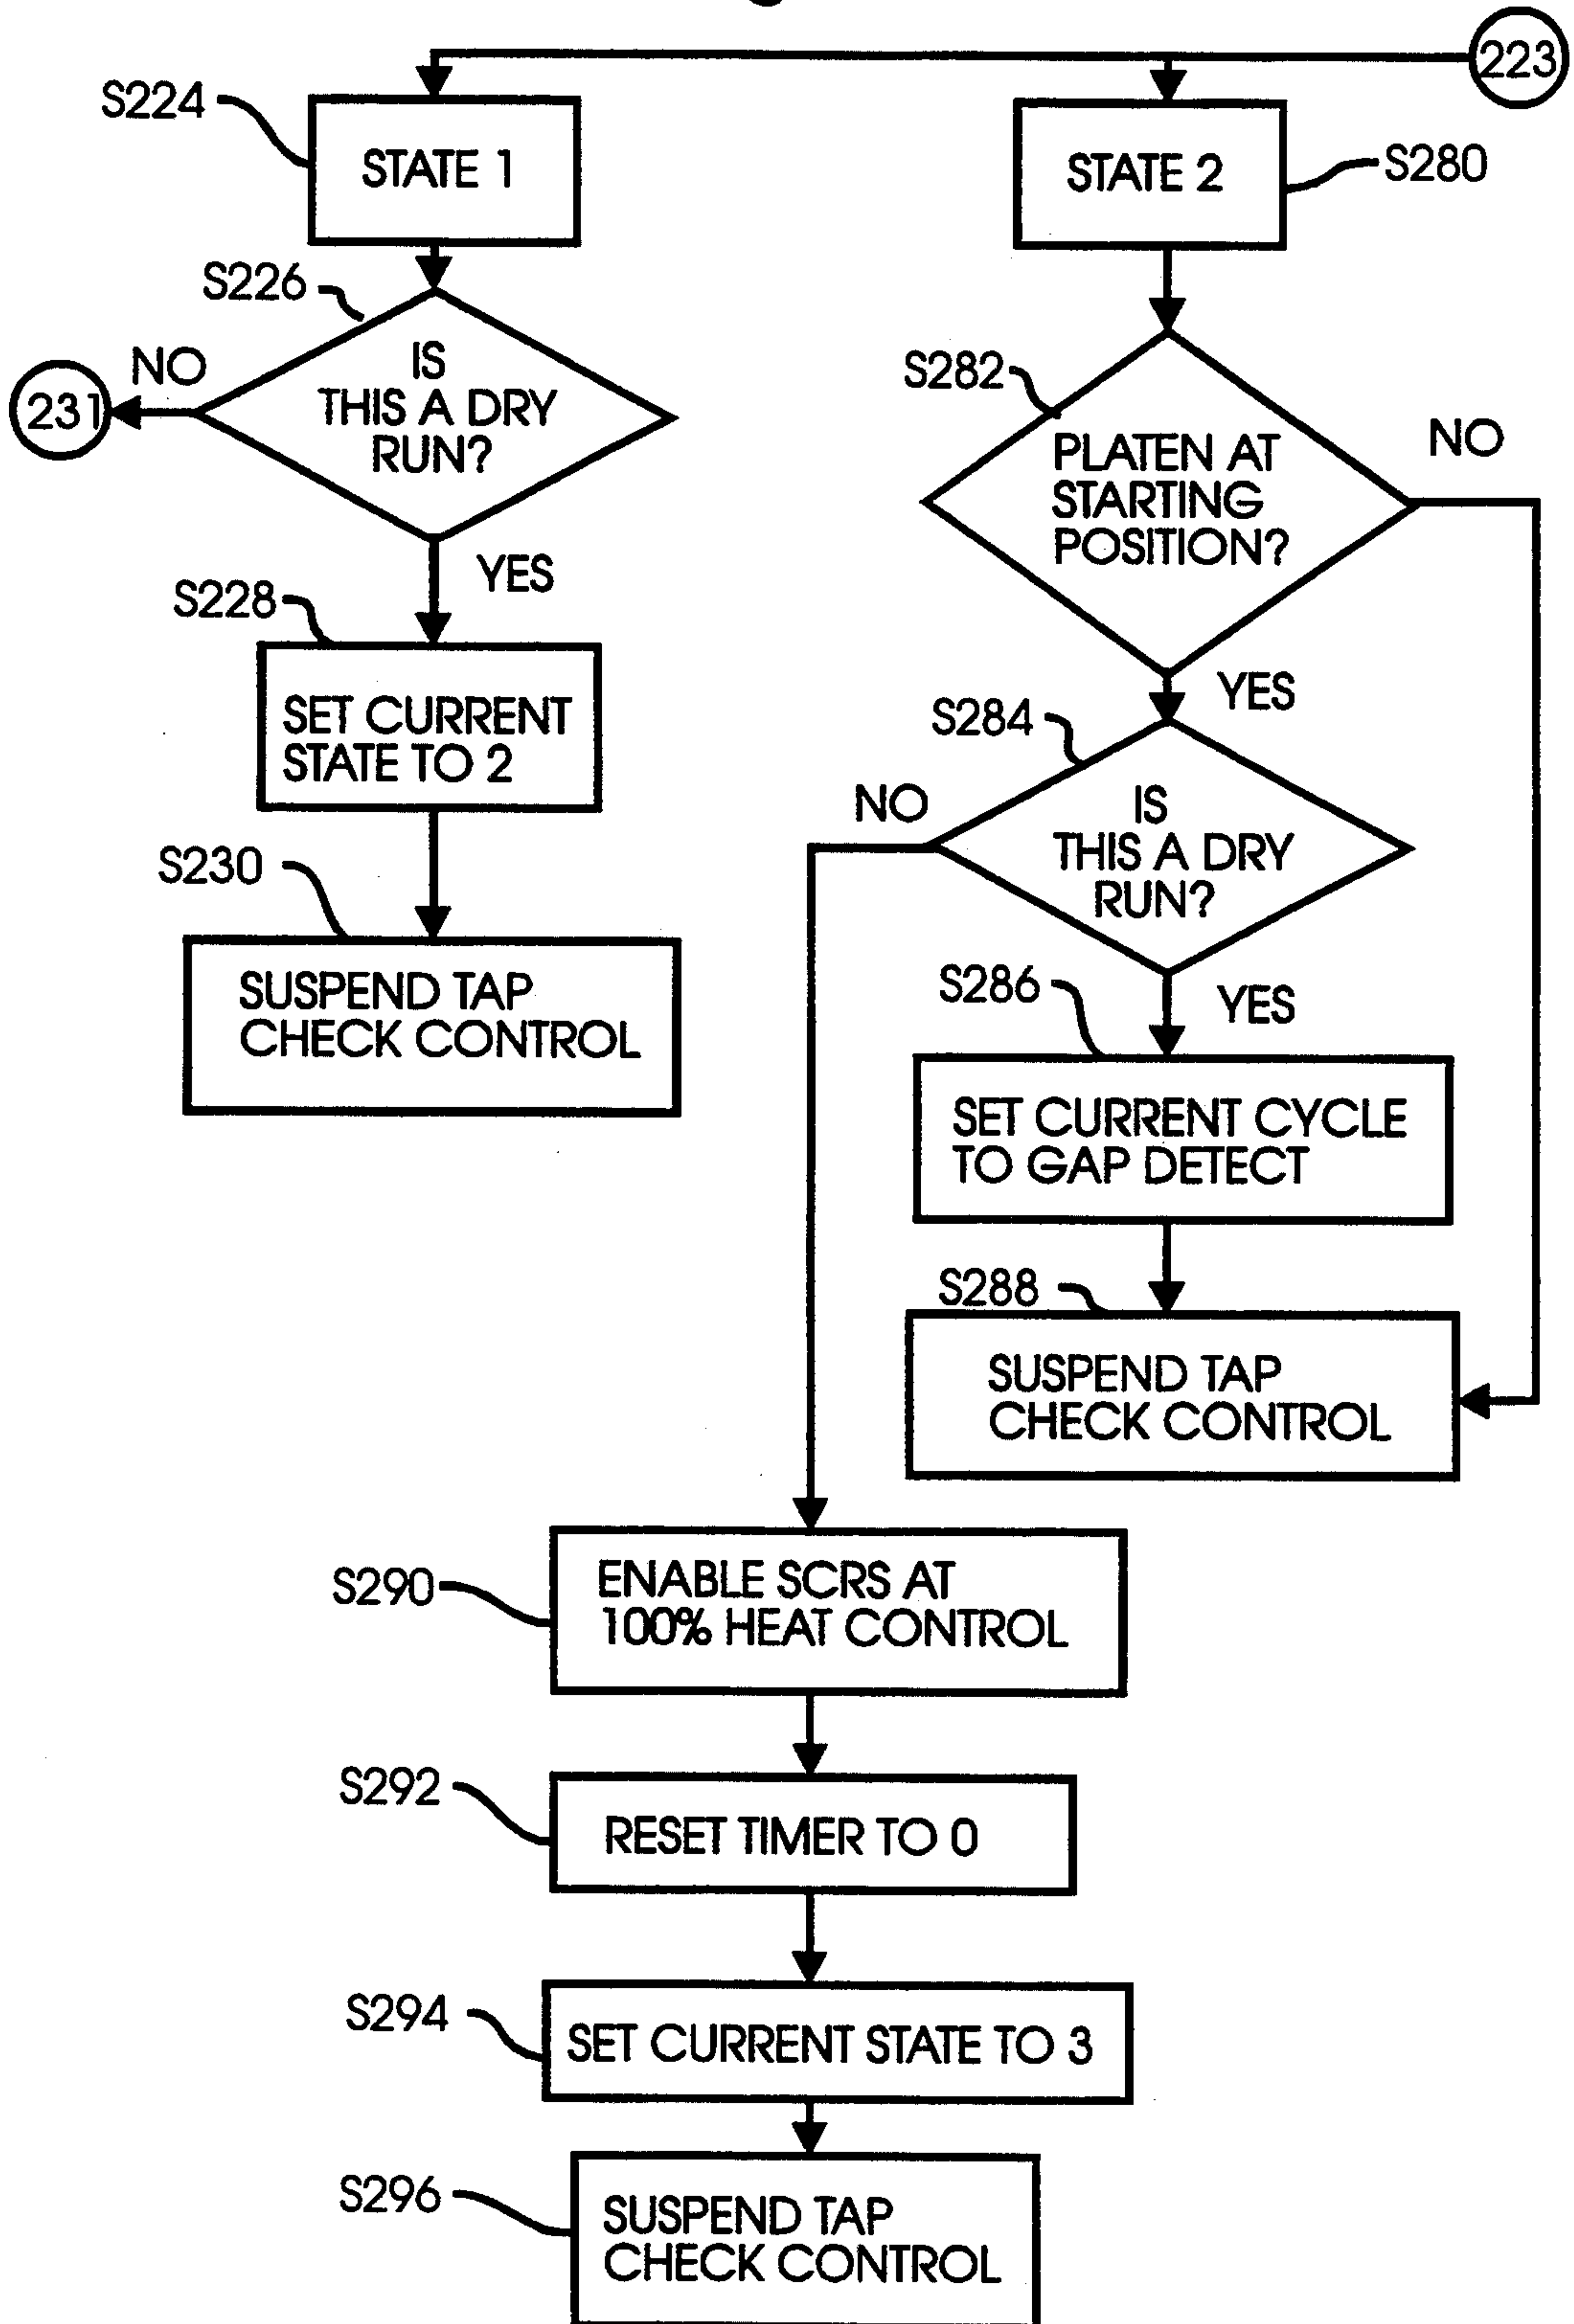 223
S224
STATE 1
STATE 2
S280
S226
NO
231
IS
THIS A DRY
RUN?
S282
PLATEN AT
STARTING
POSITION?
NO
YES
S228
SET CURRENT
STATE TO 2
YES
S284
NO
IS
THIS A DRY
RUN?
S230
SUSPEND TAP
CHECK CONTROL
S286
YES
SET CURRENT CYCLE
TO GAP DETECT
S288
SUSPEND TAP
CHECK CONTROL
S290
ENABLE SCRS AT
100% HEAT CONTROL
S292
RESET TIMER TO 0
S294
SET CURRENT STATE TO 3
S296
SUSPEND TAP
CHECK CONTROL